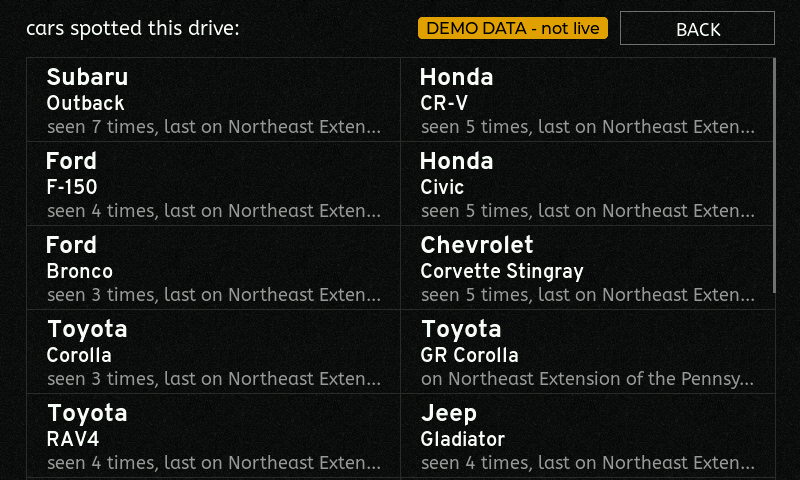 cars spotted this drive:
DEMO DATA - not live
BACK
Subaru
Outback
seen 7 times, last on Northeast Exten...
Honda
CR-V
seen 5 times, last on Northeast Exten...
Ford
F-150
seen 4 times, last on Northeast Exten...
Honda
Civic
seen 5 times, last on Northeast Exten...
Ford
Bronco
seen 3 times, last on Northeast Exten...
Chevrolet
Corvette Stingray
seen 5 times, last on Northeast Exten...
Toyota
Corolla
seen 3 times, last on Northeast Exten...
Toyota
GR Corolla
on Northeast Extension of the Pennsy...
Toyota
RAV4
seen 4 times, last on Northeast Exten...
Jeep
Gladiator
seen 4 times, last on Northeast Exten...